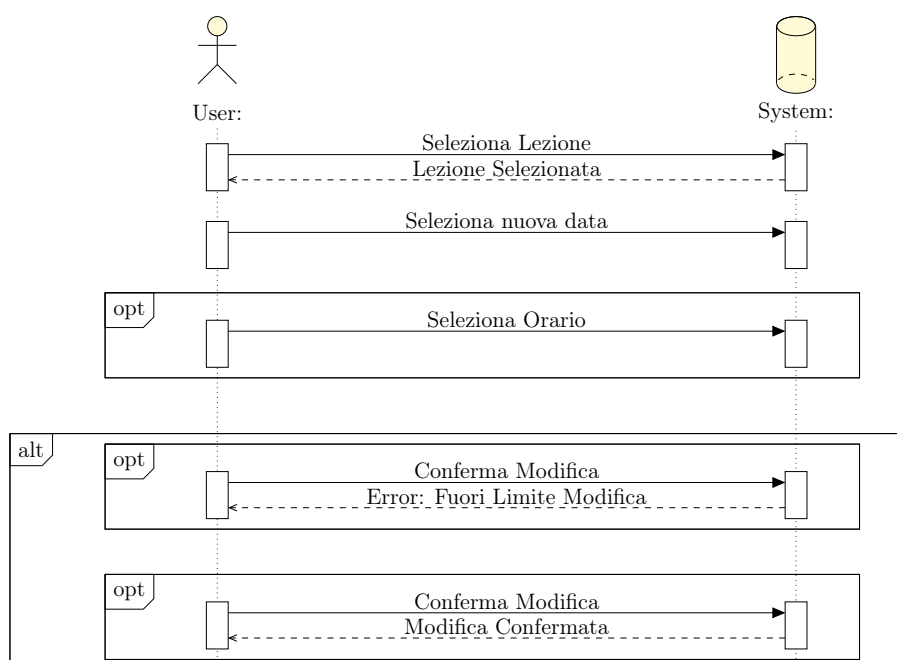 User:
System:
Seleziona Lezione
Lezione Selezionata
Seleziona nuova data
opt
Seleziona Orario
alt
opt
Conferma Modifica
Error: Fuori Limite Modifica
opt
Conferma Modifica
Modifica Confermata